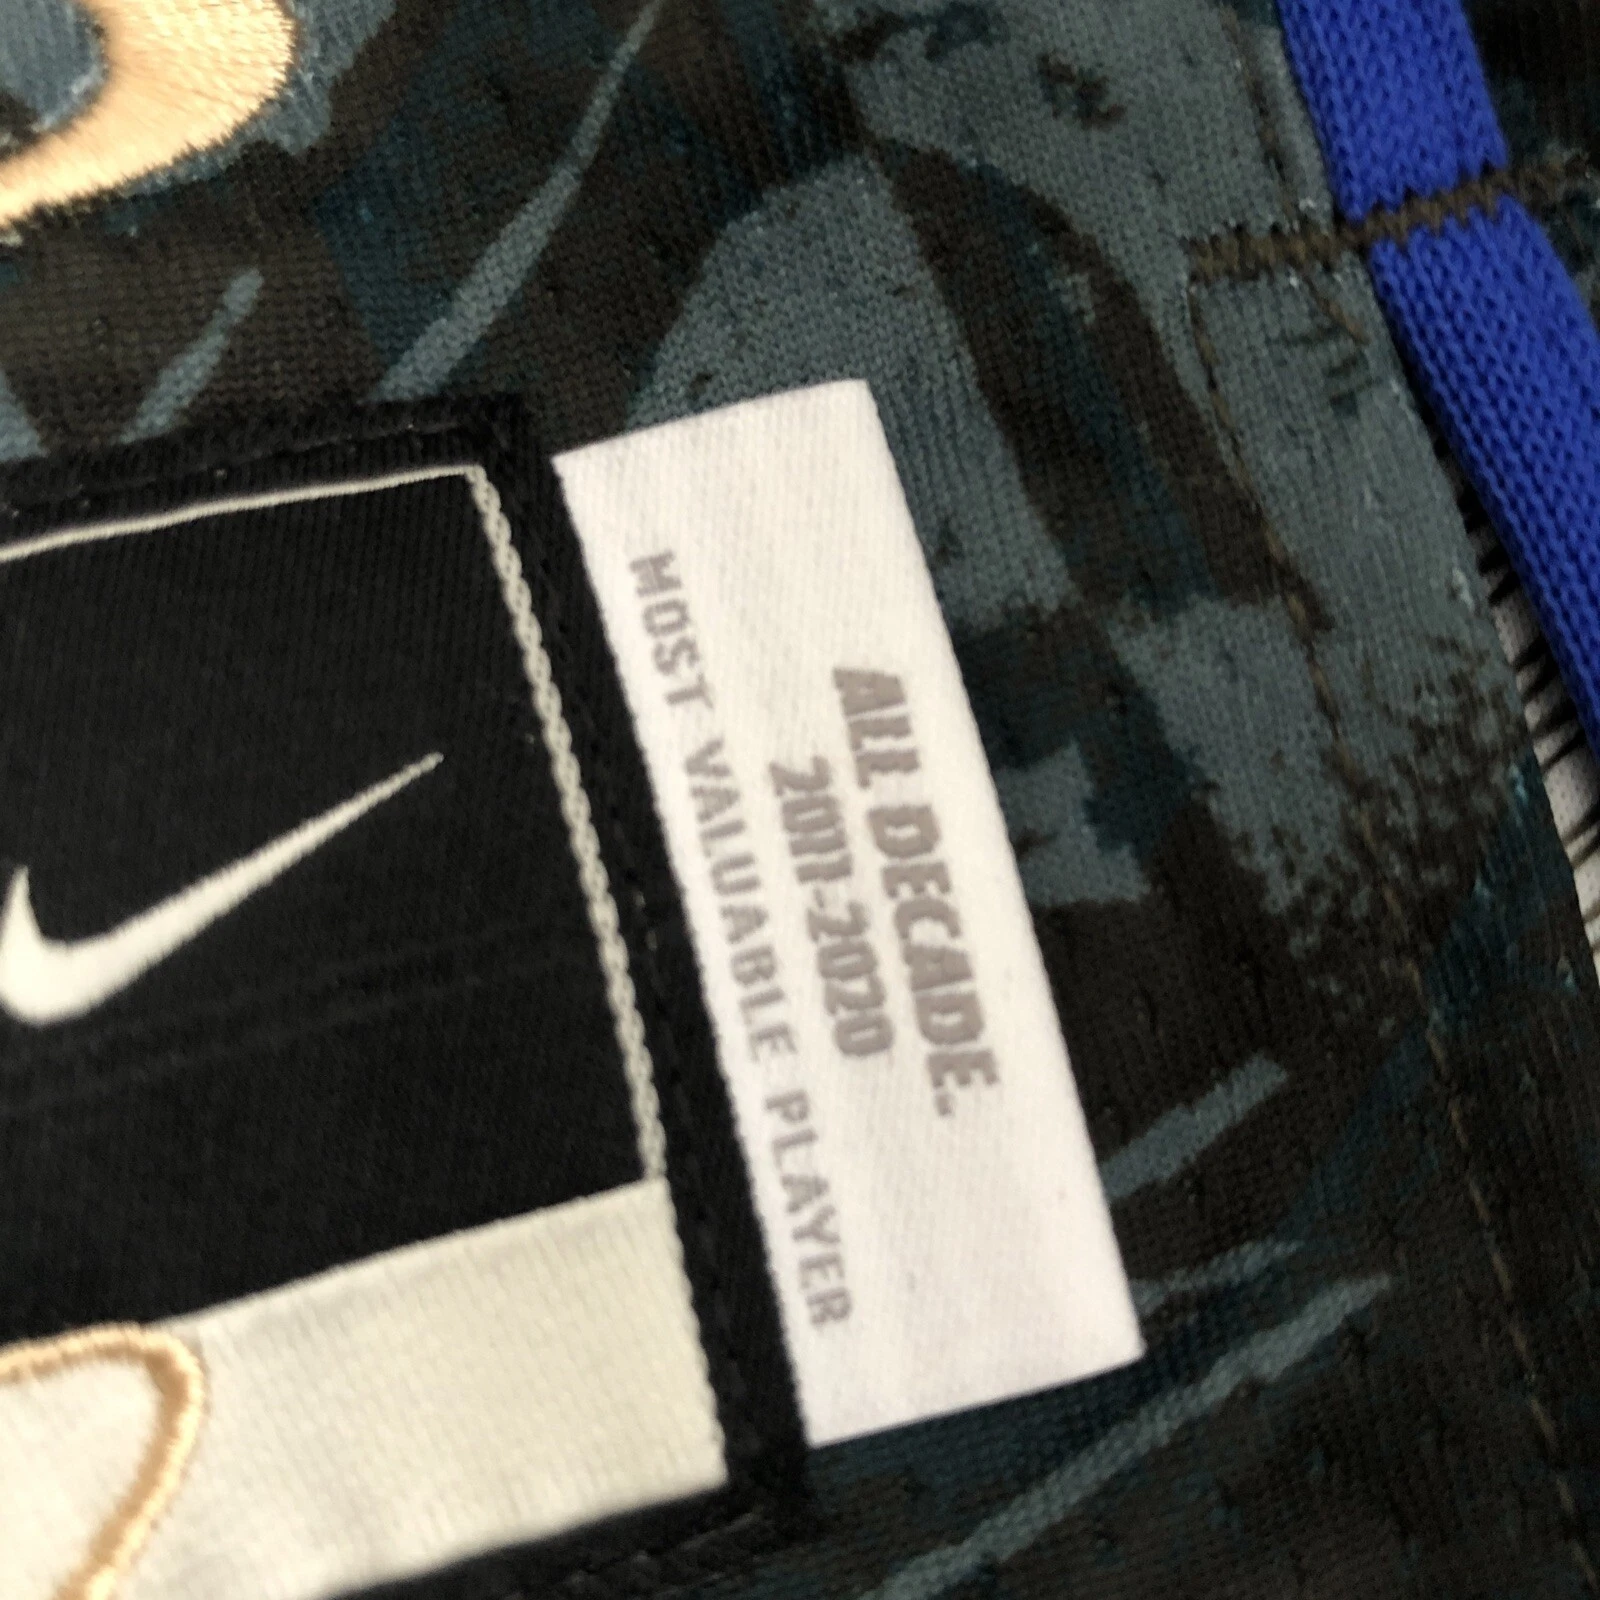 ALL DECADE.
2011-2020
MOST VALUABLE PLAYER